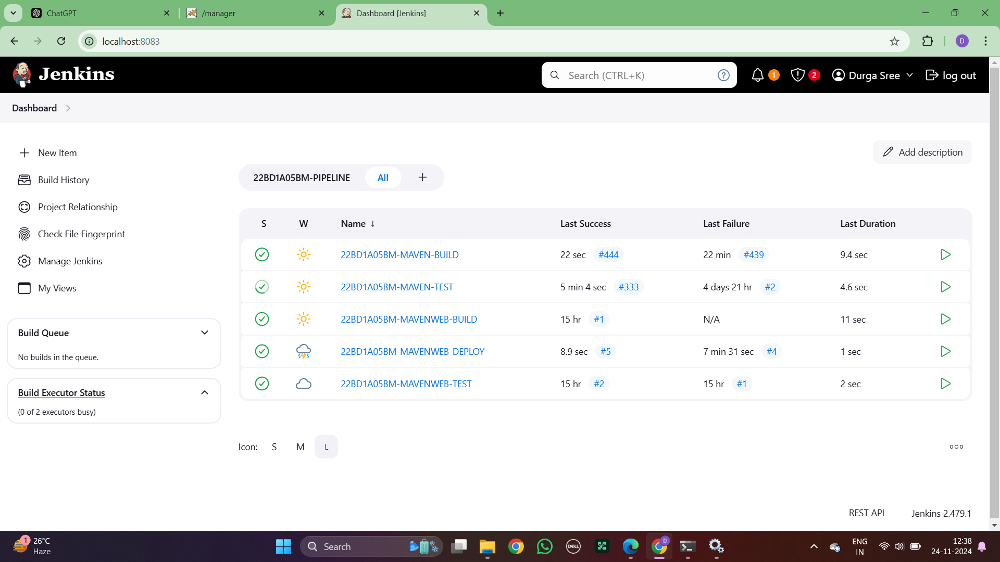 ChatGPT
/manager
Dashboard [Jenkins]
localhost:8083
D
Jenkins
Search (CTRL+K)
?
1
2
Durga Sree
log out
Dashboard
New Item
Build History
Project Relationship
Check File Fingerprint
Manage Jenkins
My Views
Build Queue
No builds in the queue.
Build Executor Status
(0 of 2 executors busy)
Add description
22BD1A05BM-PIPELINE All +
S W Name ↓ Last Success Last Failure Last Duration
22BD1A05BM-MAVEN-BUILD 22 sec #444 22 min #439 9.4 sec
22BD1A05BM-MAVEN-TEST 5 min 4 sec #333 4 days 21 hr #2 4.6 sec
22BD1A05BM-MAVENWEB-BUILD 15 hr #1 N/A 11 sec
22BD1A05BM-MAVENWEB-DEPLOY 8.9 sec #5 7 min 31 sec #4 1 sec
22BD1A05BM-MAVENWEB-TEST 15 hr #2 15 hr #1 2 sec
Icon: S M L
REST API Jenkins 2.479.1
1
26°C
Haze
Search
DELL
D
ENG
IN
12:38
24-11-2024